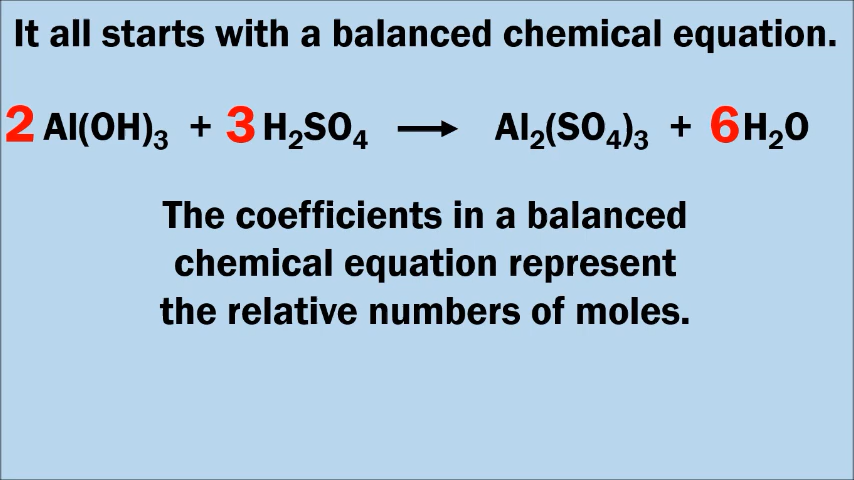 It all starts with a balanced chemical equation.
2 Al(OH)₃ + 3 H₂SO₄ → Al₂(SO₄)₃ + 6 H₂O
The coefficients in a balanced
chemical equation represent
the relative numbers of moles.